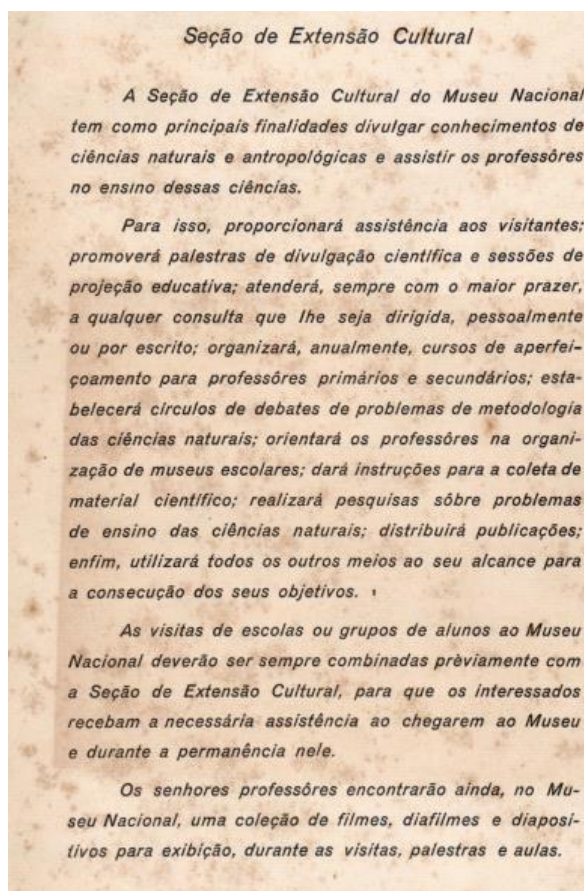 Seção de Extensão Cultural
A Seção de Extensão Cultural do Museu Nacional
tem como principais finalidades divulgar conhecimentos de
ciências naturais e antropológicas e assistir os professôres
no ensino dessas ciências.
Para isso, proporcionará assistência aos visitantes;
promoverá palestras de divulgação científica e sessões de
projeção educativa; atenderá, sempre com o maior prazer,
a qualquer consulta que lhe seja dirigida, pessoalmente
ou por escrito; organizará, anualmente, cursos de aperfei-
çoamento para professôres primários e secundários; esta-
belecerá círculos de debates de problemas de metodologia
das ciências naturais; orientará os professôres na organi-
zação de museus escolares; dará instruções para a coleta de
material científico; realizará pesquisas sôbre problemas
de ensino das ciências naturais; distribuirá publicações;
enfim, utilizará todos os outros meios ao seu alcance para
a consecução dos seus objetivos.
As visitas de escolas ou grupos de alunos ao Museu
Nacional deverão ser sempre combinadas prèviamente com
a Seção de Extensão Cultural, para que os interessados
recebam a necessária assistência ao chegarem ao Museu
e durante a permanência nele.
Os senhores professôres encontrarão ainda, no Mu-
seu Nacional, uma coleção de filmes, diafilmes e diaposi-
tivos para exibição, durante as visitas, palestras e aulas.